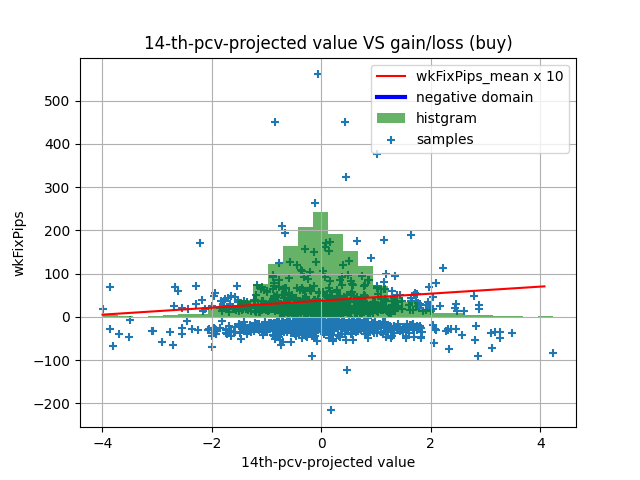 14-th-pcv-projected value VS gain/loss (buy)
wkFixPips_mean x 10
negative domain
histgram
samples
500
400
300
200
100
0
−100
−200
wkFixPips
−4
−2
0
2
4
14th-pcv-projected value